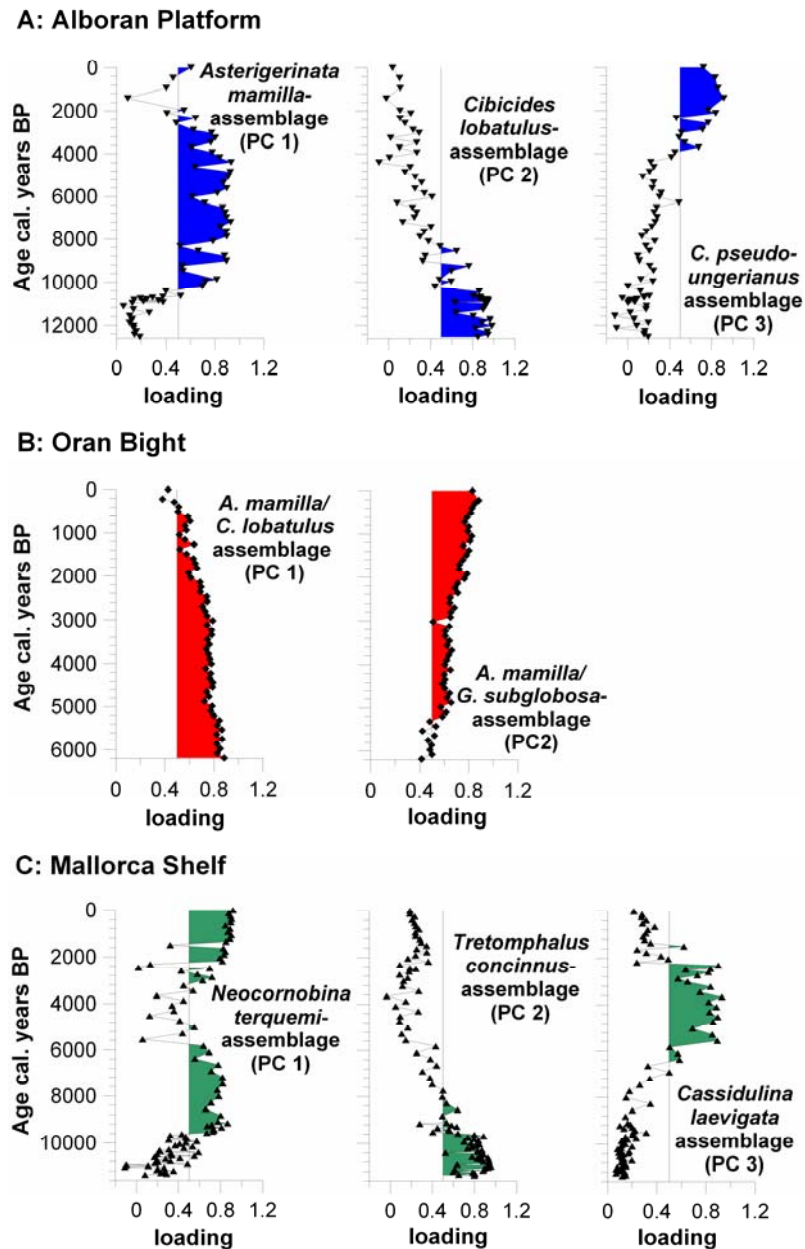 A: Alboran Platform
Age cal. years BP
0
2000
4000
6000
8000
10000
12000
Asterigerinata
mamilla-
assemblage
(PC 1)
0 0.4 0.8 1.2
loading
Cibicides
lobatulus-
assemblage
(PC 2)
0 0.4 0.8 1.2
loading
C. pseudo-
ungerianus
assemblage
(PC 3)
0 0.4 0.8 1.2
loading
B: Oran Bight
Age cal. years BP
0
1000
2000
3000
4000
5000
6000
A. mamilla/
C. lobatulus
assemblage
(PC 1)
0 0.4 0.8 1.2
loading
A. mamilla/
G. subglobosa-
assemblage
(PC2)
0 0.4 0.8 1.2
loading
C: Mallorca Shelf
Age cal. years BP
0
2000
4000
6000
8000
10000
Neocornobina
terquemi-
assemblage
(PC 1)
0 0.4 0.8 1.2
loading
Tretomphalus
concinnus-
assemblage
(PC 2)
0 0.4 0.8 1.2
loading
Cassidulina
laevigata
assemblage
(PC 3)
0 0.4 0.8 1.2
loading